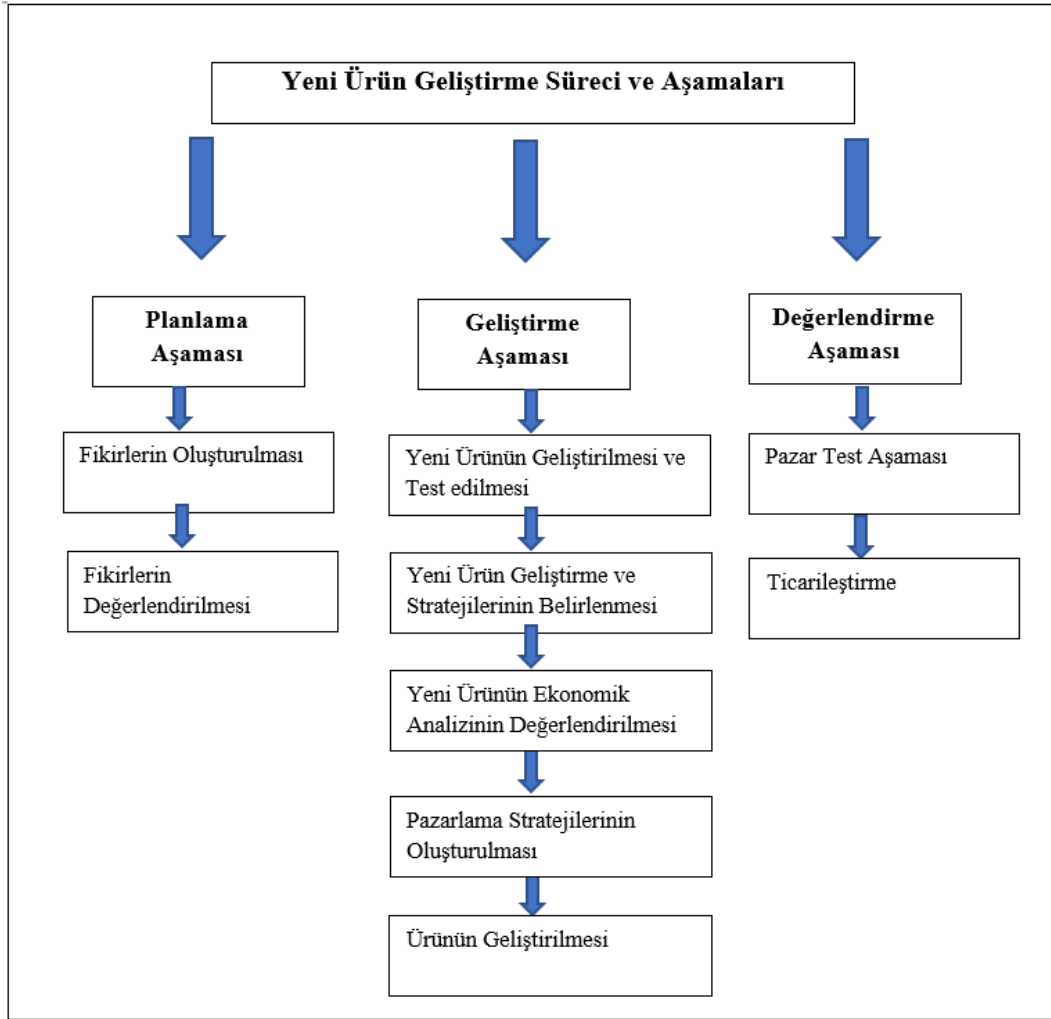 Yeni Ürün Geliştirme Süreci ve Aşamaları
Planlama
Aşaması
Fikirlerin Oluşturulması
Fikirlerin
Değerlendirilmesi
Geliştirme
Aşaması
Yeni Ürünün Geliştirilmesi ve
Test edilmesi
Yeni Ürün Geliştirme ve
Stratejilerinin Belirlenmesi
Yeni Ürünün Ekonomik
Analizinin Değerlendirilmesi
Pazarlama Stratejilerinin
Oluşturulması
Ürünün Geliştirilmesi
Değerlendirme
Aşaması
Pazar Test Aşaması
Ticarileştirme